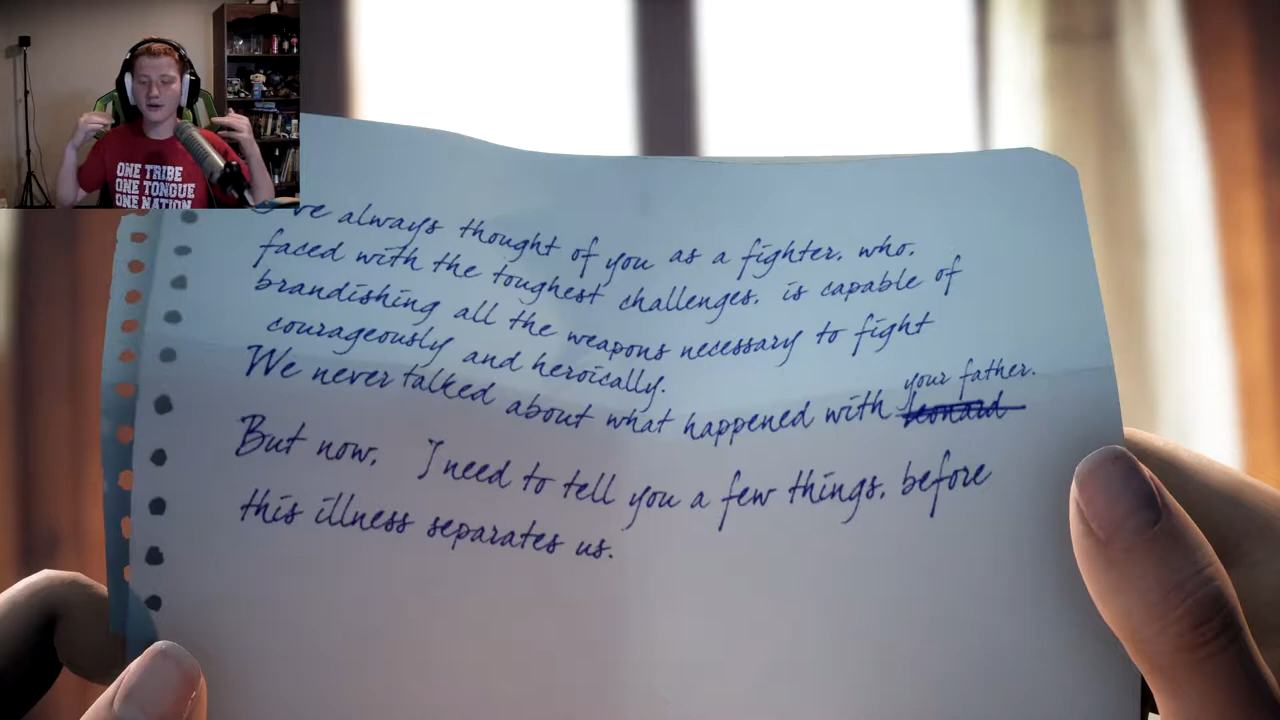 ONE TRIBE
ONE TONGUE
ONE NATION
I've always thought of you as a fighter. who.
faced with the toughest challenges. is capable of
brandishing all the weapons necessary to fight
courageously and heroically.
We never talked about what happened with leonard your father.
But now. I need to tell you a few things. before
this illness separates us.